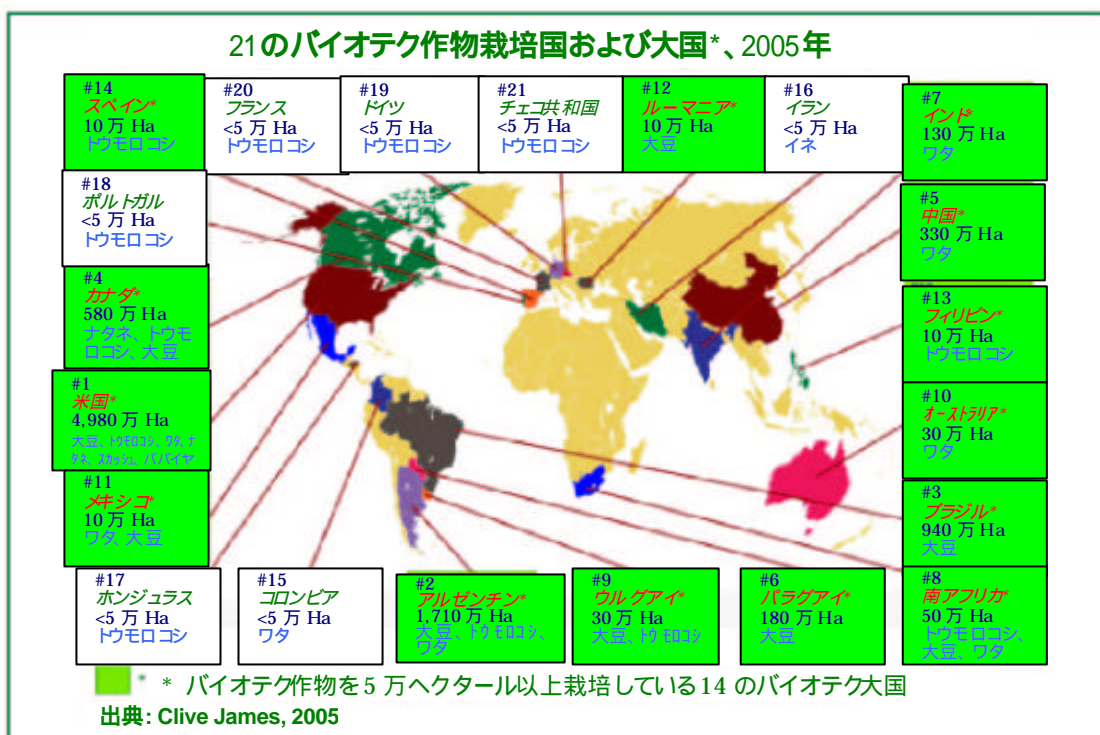 21のバイオテク作物栽培国および大国*、2005年
#14
スペイン*
10 万 Ha
トウモロコシ
#20
フランス
<5 万 Ha
トウモロコシ
#19
ドイツ
<5 万 Ha
トウモロコシ
#21
チェコ共和国
<5 万 Ha
トウモロコシ
#12
ルーマニア*
10 万 Ha
大豆
#16
イラン
<5 万 Ha
イネ
#7
インド*
130 万 Ha
ワタ
#18
ポルトガル
<5 万 Ha
トウモロコシ
#5
中国*
330 万 Ha
ワタ
#4
カナダ*
580 万 Ha
ナタネ、トウモ
ロコシ、大豆
#13
フィリピン*
10 万 Ha
トウモロコシ
#1
米国*
4,980 万 Ha
大豆、トウモロコシ、ワタ、ナ
タネ、スカッシュ、パパイヤ
#10
オーストラリア*
30 万 Ha
ワタ
#11
メキシコ*
10 万 Ha
ワタ、大豆
#3
ブラジル*
940 万 Ha
大豆
#17
ホンジュラス
<5 万 Ha
トウモロコシ
#15
コロンビア
<5 万 Ha
ワタ
#2
アルゼンチン*
1,710 万 Ha
大豆、トウモロコシ、
ワタ
#9
ウルグアイ*
30 万 Ha
大豆、トウモロコシ
#6
パラグアイ*
180 万 Ha
大豆
#8
南アフリカ*
50 万 Ha
トウモロコシ、
大豆、ワタ
* * バイオテク作物を5 万ヘクタール以上栽培している14 のバイオテク大国
出典: Clive James, 2005